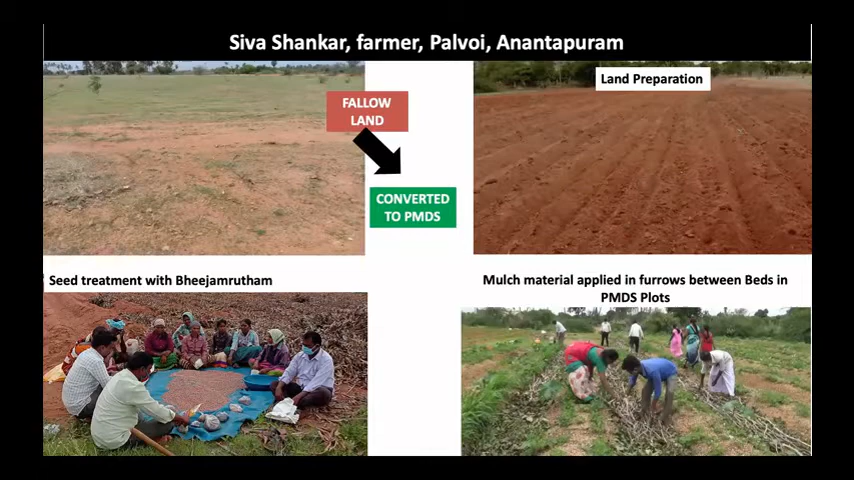 Siva Shankar, farmer, Palvoi, Anantapuram
FALLOW
LAND
Land Preparation
CONVERTED
TO PMDS
Seed treatment with Bheejamrutham
Mulch material applied in furrows between Beds in
PMDS Plots